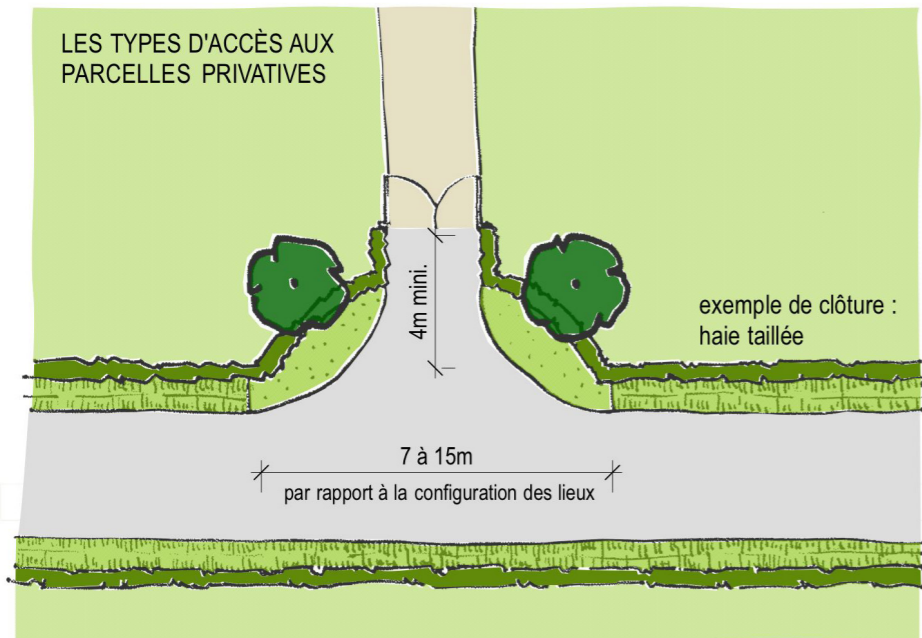 LES TYPES D'ACCÈS AUX
PARCELLES PRIVATIVES
4m mini.
exemple de clôture :
haie taillée
7 à 15m
par rapport à la configuration des lieux